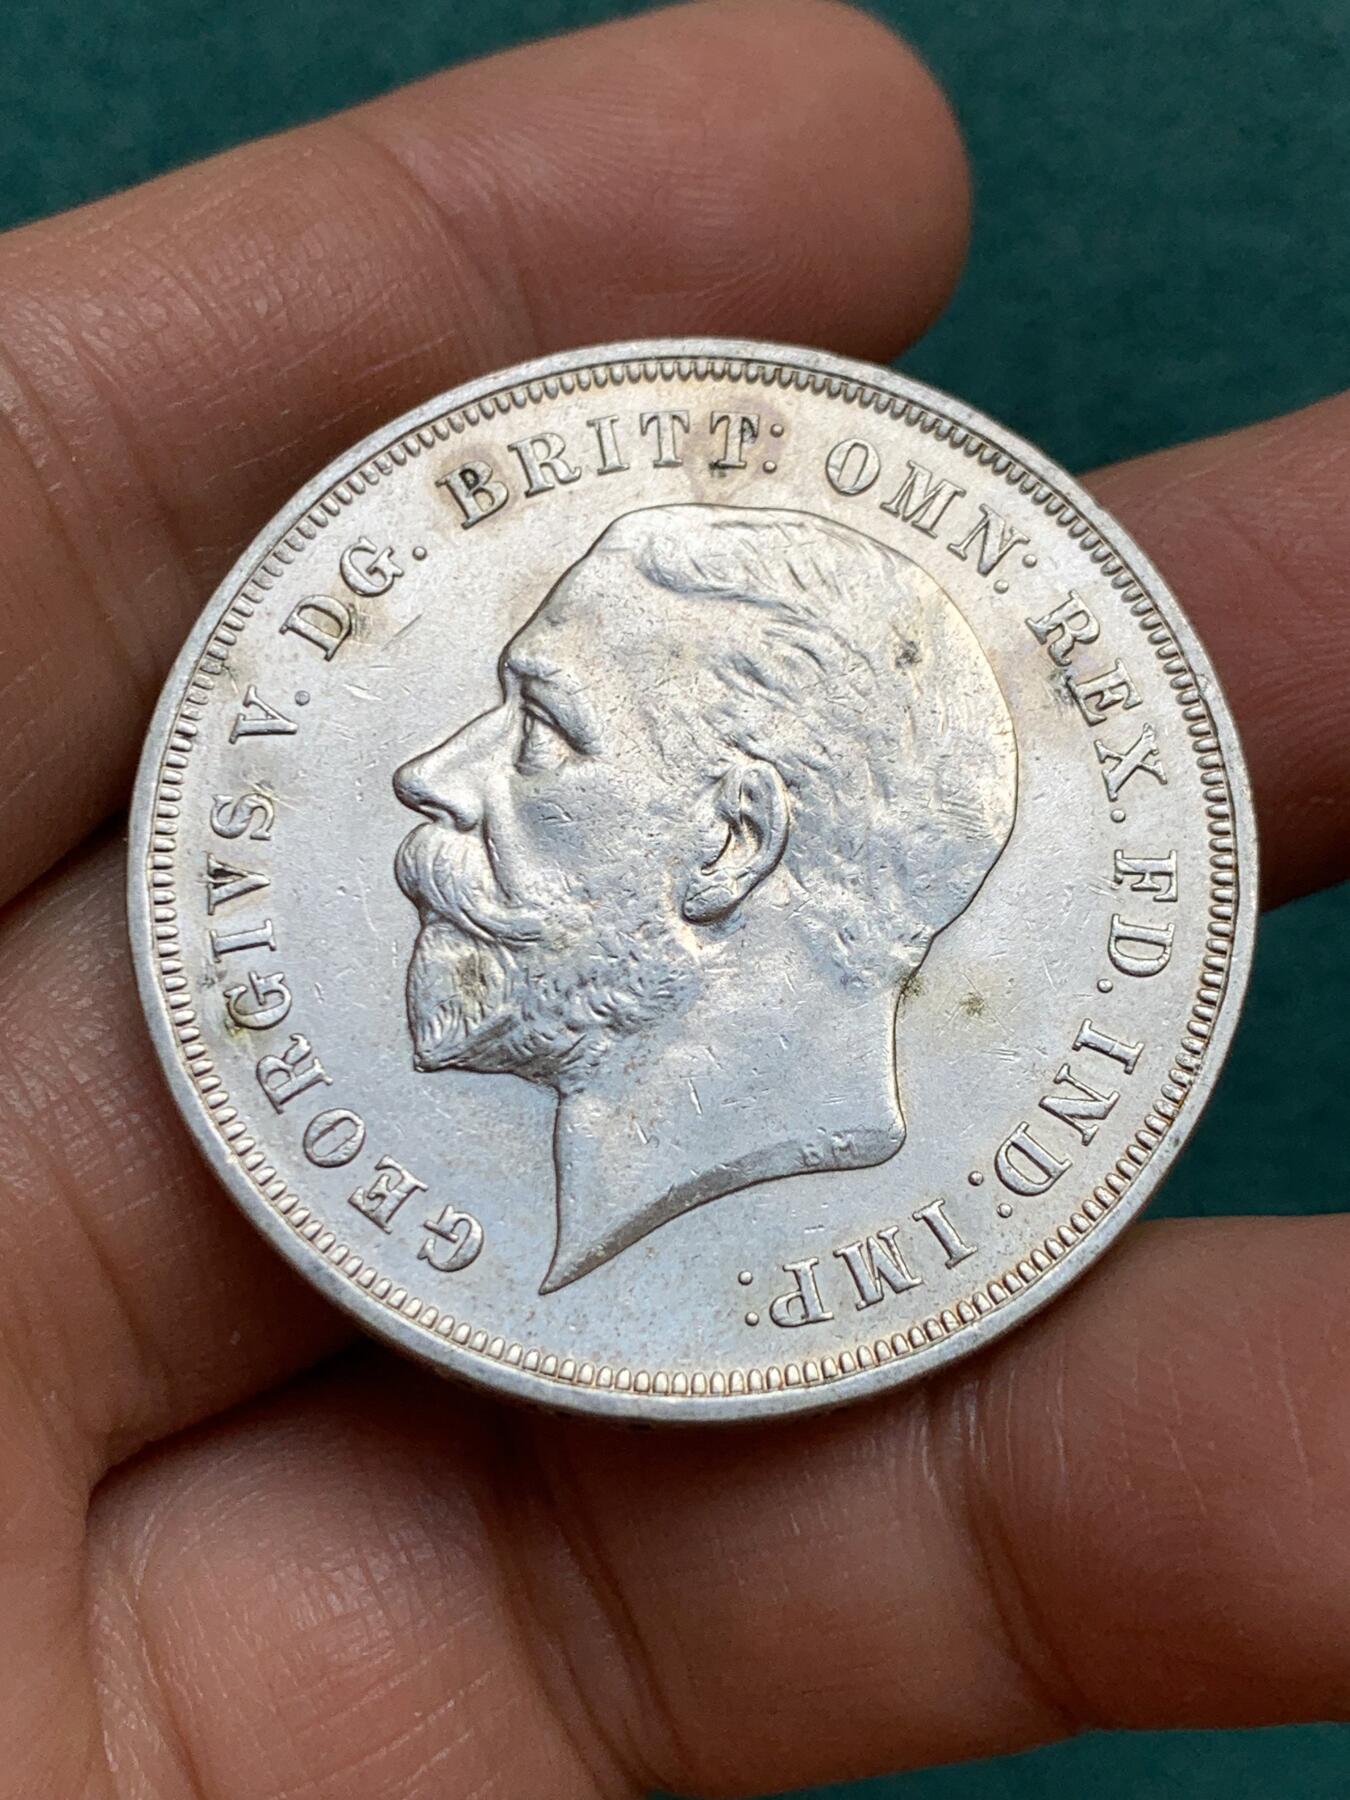 GEORGIVS V. DG. BRITT: OMN: REX. FD. IND: IMP:
BM